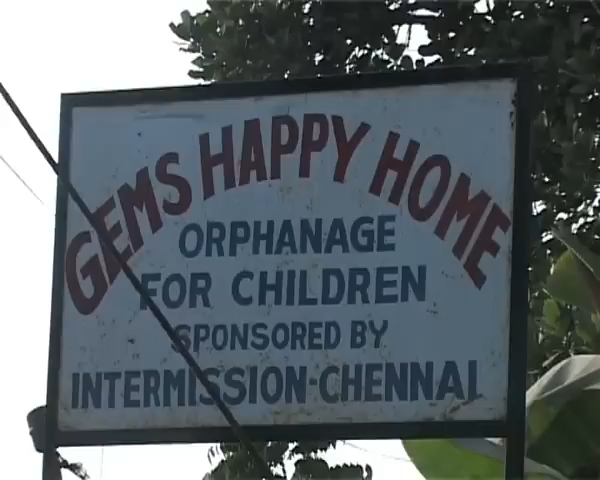 GEMS HAPPY HOME
ORPHANAGE
FOR CHILDREN
SPONSORED BY
INTERMISSION-CHENNAI